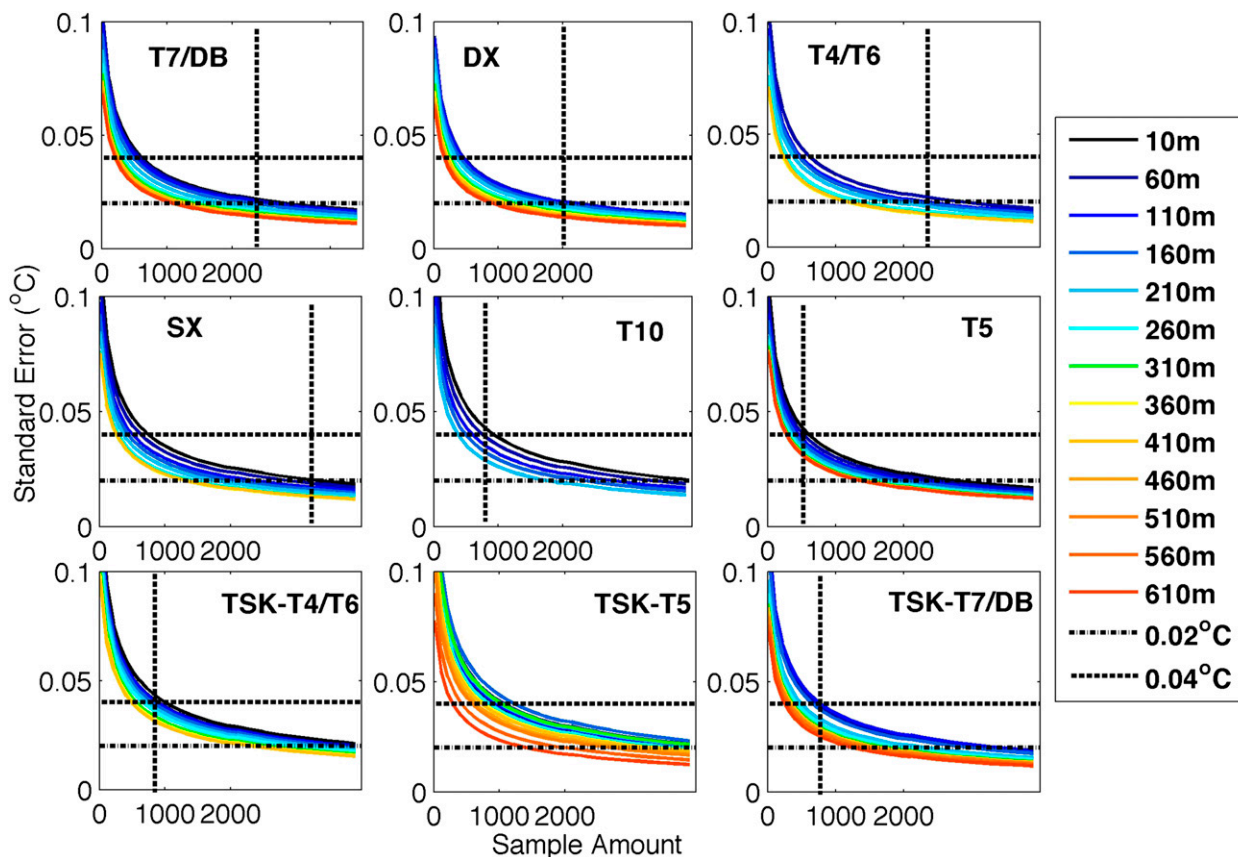 0.1
0.05
0
T7/DB
0 1000 2000
0.1
0.05
0
DX
0 1000 2000
0.1
0.05
0
T4/T6
0 1000 2000
0.1
0.05
0
SX
0 1000 2000
0.1
0.05
0
T10
0 1000 2000
0.1
0.05
0
T5
0 1000 2000
Standard Error (°C)
0.1
0.05
0
TSK-T4/T6
0 1000 2000
0.1
0.05
0
TSK-T5
0 1000 2000
0.1
0.05
0
TSK-T7/DB
0 1000 2000
Sample Amount
10m
60m
110m
160m
210m
260m
310m
360m
410m
460m
510m
560m
610m
0.02°C
0.04°C